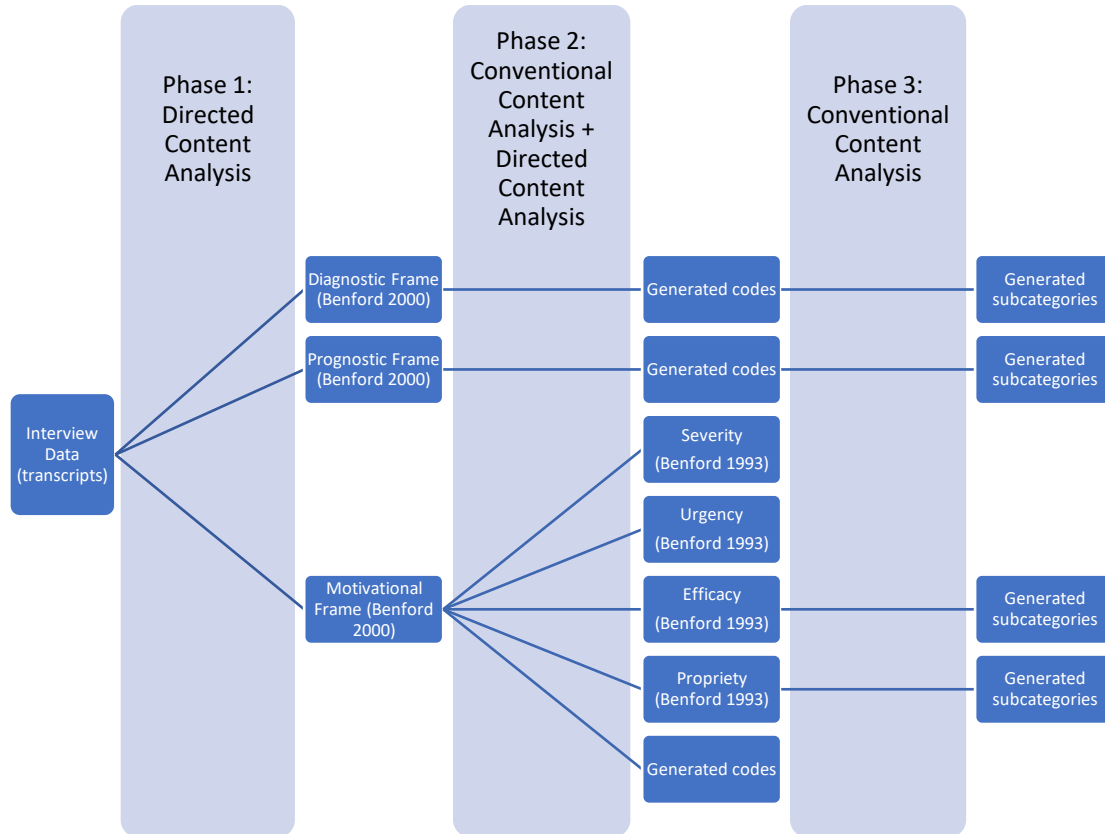 Phase 1:
Directed
Content
Analysis
Phase 2:
Conventional
Content
Analysis +
Directed
Content
Analysis
Phase 3:
Conventional
Content
Analysis
Interview
Data
(transcripts)
Diagnostic Frame
(Benford 2000)
Prognostic Frame
(Benford 2000)
Motivational
Frame (Benford
2000)
Generated codes
Generated codes
Severity
(Benford 1993)
Urgency
(Benford 1993)
Efficacy
(Benford 1993)
Propriety
(Benford 1993)
Generated codes
Generated
subcategories
Generated
subcategories
Generated
subcategories
Generated
subcategories